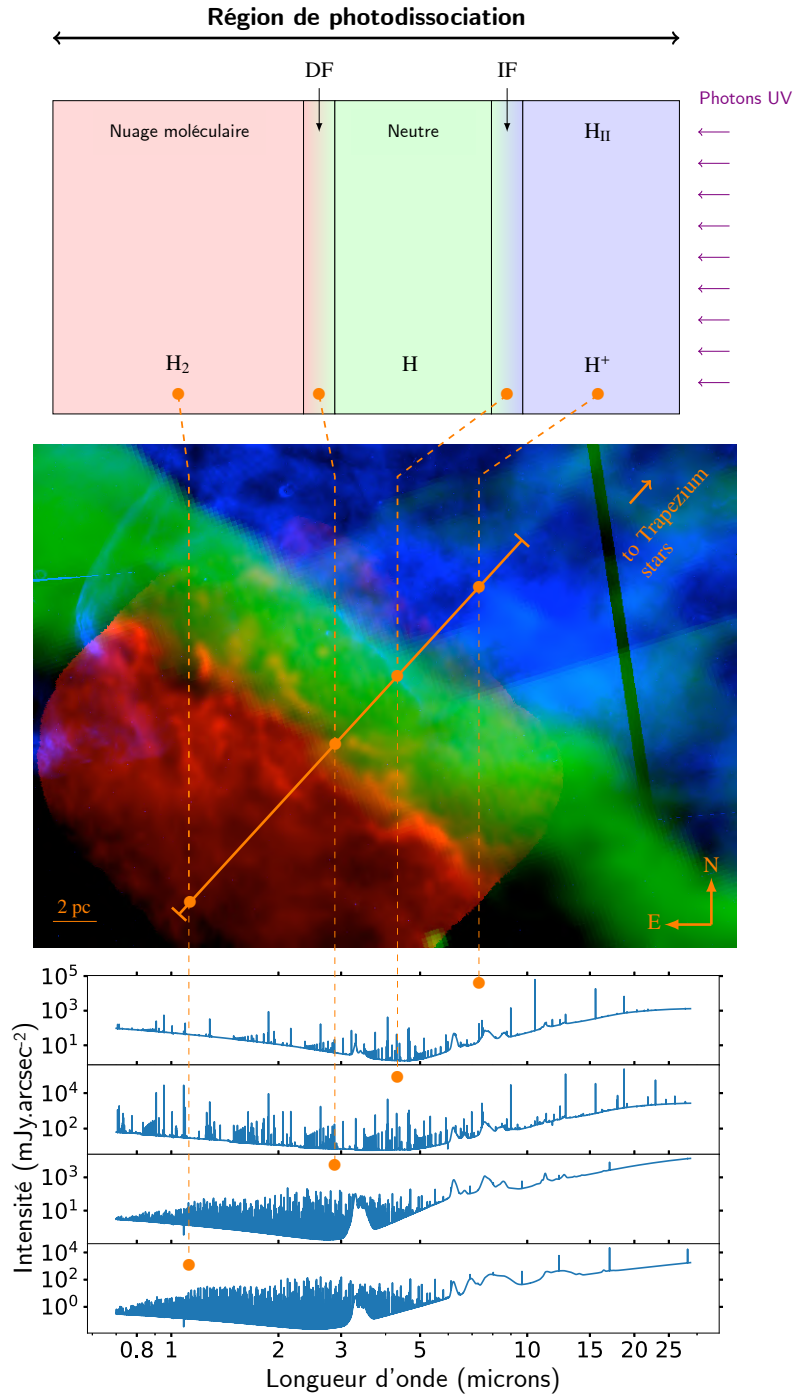 Région de photodissociation
DF
IF
Photons UV
Nuage moléculaire
Neutre
H_II
H_2
H
H^+
to Trapezium
stars
2 pc
N
E
Intensité (mJy.arcsec^-2)
10^5
10^3
10^1
10^4
10^2
10^3
10^1
10^4
10^2
10^0
0.8 1 2 3 5 10 15 20 25
Longueur d'onde (microns)